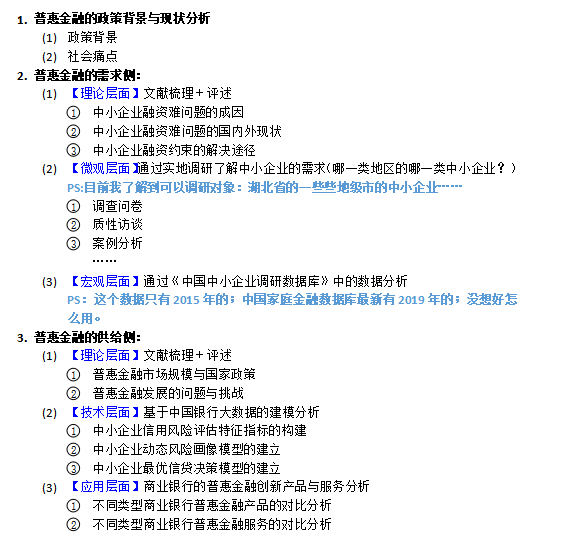 1. 普惠金融的政策背景与现状分析
(1) 政策背景
(2) 社会痛点
2. 普惠金融的需求侧：
(1) 【理论层面】文献梳理＋评述
① 中小企业融资难问题的成因
② 中小企业融资难问题的国内外现状
③ 中小企业融资约束的解决途径
(2) 【微观层面】通过实地调研了解中小企业的需求（哪一类地区的哪一类中小企业？）
PS：目前我了解到可以调研对象：湖北省的一些些地级市的中小企业……
① 调查问卷
② 质性访谈
③ 案例分析
……
(3) 【宏观层面】通过《中国中小企业调研数据库》中的数据分析
PS：这个数据只有2015年的；中国家庭金融数据库最新有2019年的；没想好怎
么用。
3. 普惠金融的供给侧：
(1) 【理论层面】文献梳理＋评述
① 普惠金融市场规模与国家政策
② 普惠金融发展的问题与挑战
(2) 【技术层面】基于中国银行大数据的建模分析
① 中小企业信用风险评估特征指标的构建
② 中小企业动态风险画像模型的建立
③ 中小企业最优信贷决策模型的建立
(3) 【应用层面】商业银行的普惠金融创新产品与服务分析
① 不同类型商业银行普惠金融产品的对比分析
② 不同类型商业银行普惠金融服务的对比分析